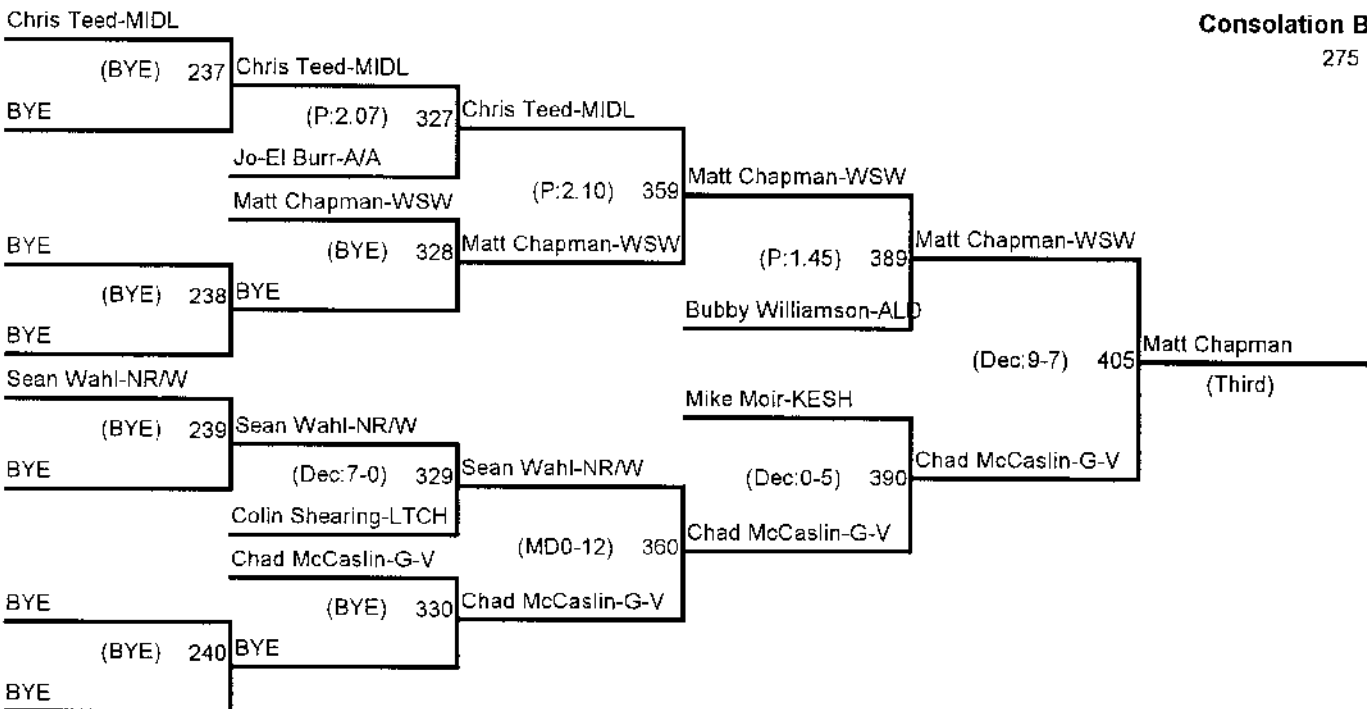 Chris Teed-MIDL
Consolation B
275
(BYE) 237
Chris Teed-MIDL
BYE
(P:2.07) 327
Chris Teed-MIDL
Jo-El Burr-A/A
(P:2.10) 359
Matt Chapman-WSW
Matt Chapman-WSW
BYE
(BYE) 328
Matt Chapman-WSW
(P:1.45) 389
Matt Chapman-WSW
(BYE) 238
BYE
Bubby Williamson-ALD
BYE
(Dec:9-7) 405
Matt Chapman
(Third)
Sean Wahl-NR/W
Mike Moir-KESH
(BYE) 239
Sean Wahl-NR/W
BYE
(Dec:7-0) 329
Sean Wahl-NR/W
(Dec:0-5) 390
Chad McCaslin-G-V
Colin Shearing-LTCH
(MD0-12) 360
Chad McCaslin-G-V
Chad McCaslin-G-V
BYE
(BYE) 330
Chad McCaslin-G-V
(BYE) 240
BYE
BYE